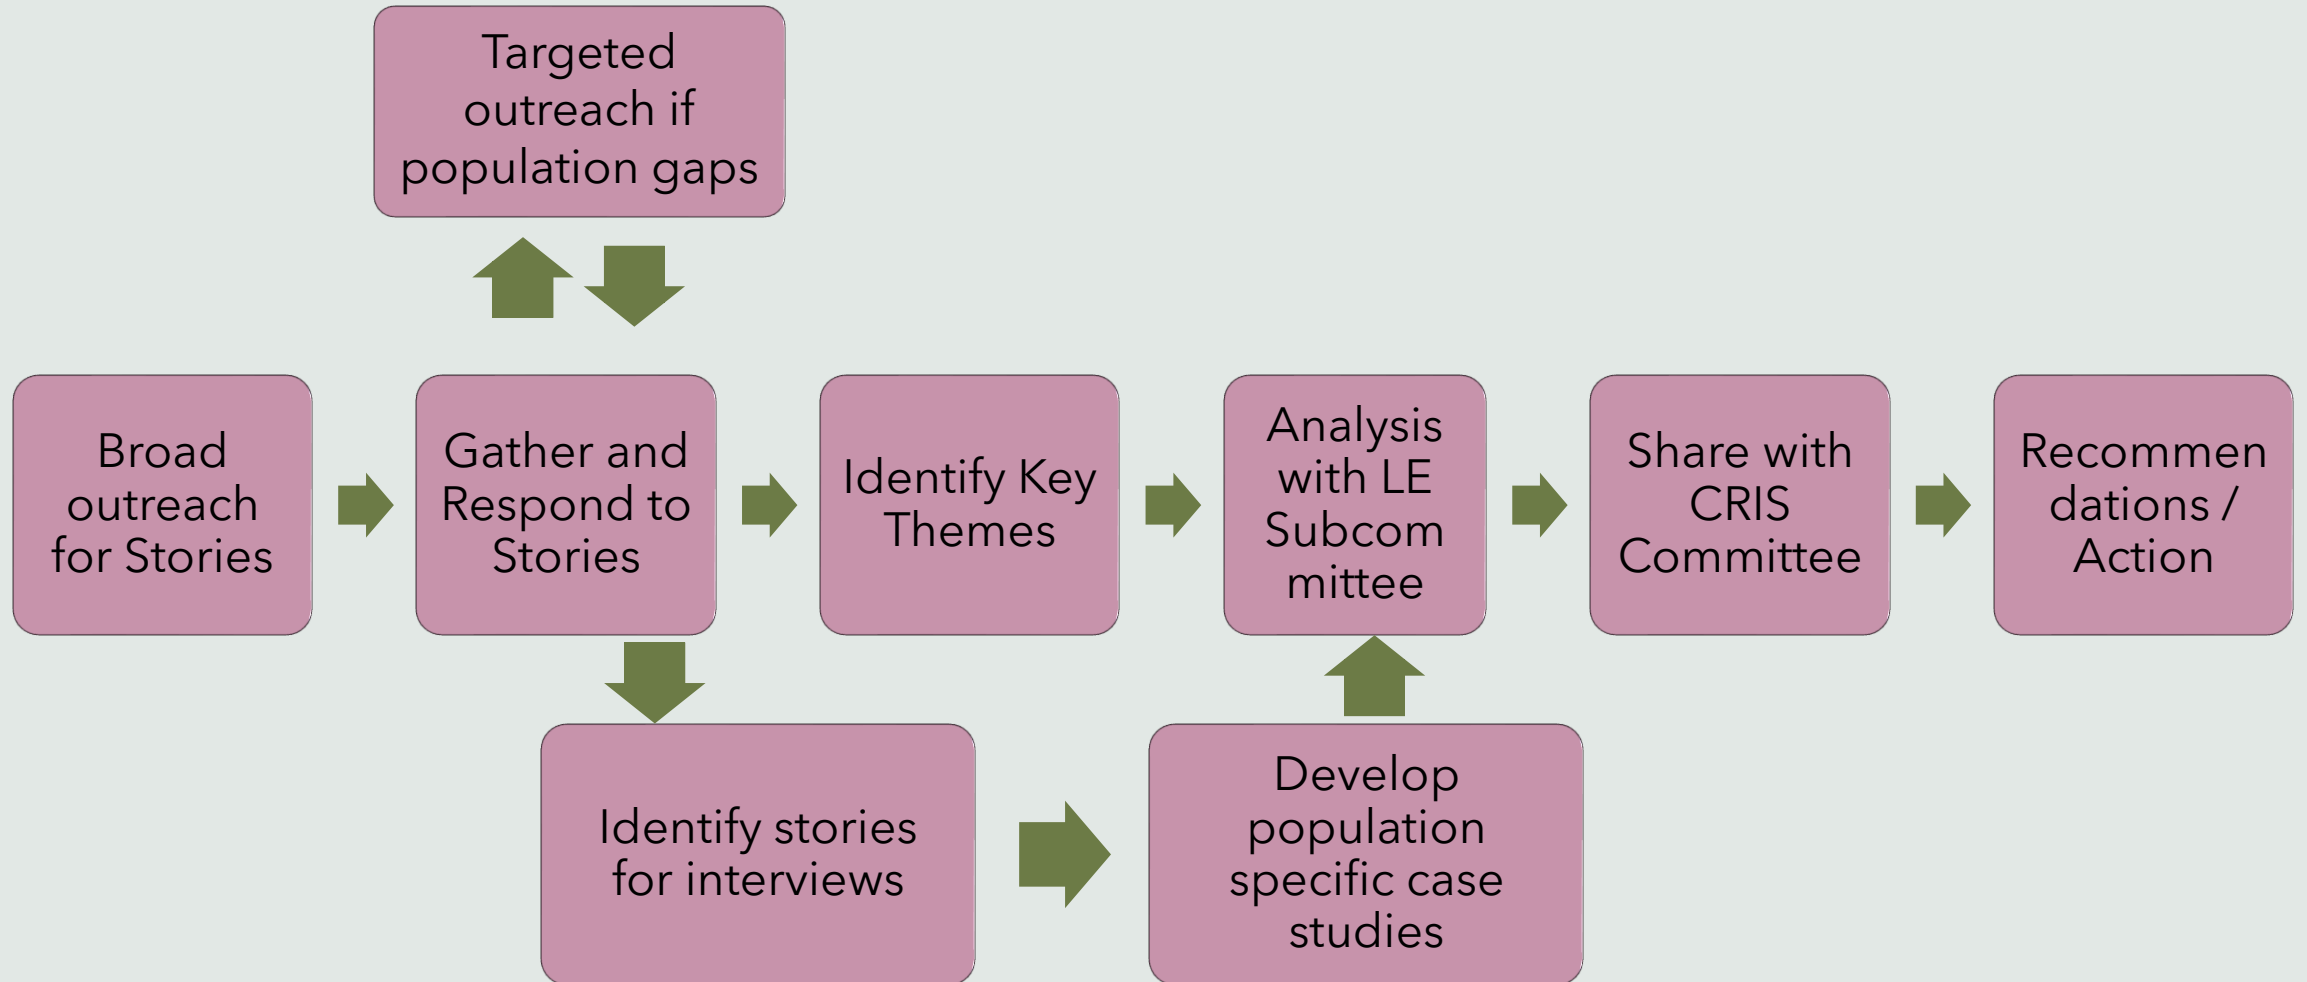 Targeted
outreach if
population gaps
Broad
outreach
for Stories
Gather and
Respond to
Stories
Identify Key
Themes
Analysis
with LE
Subcom
mittee
Share with
CRIS
Committee
Recommen
dations /
Action
Identify stories
for interviews
Develop
population
specific case
studies